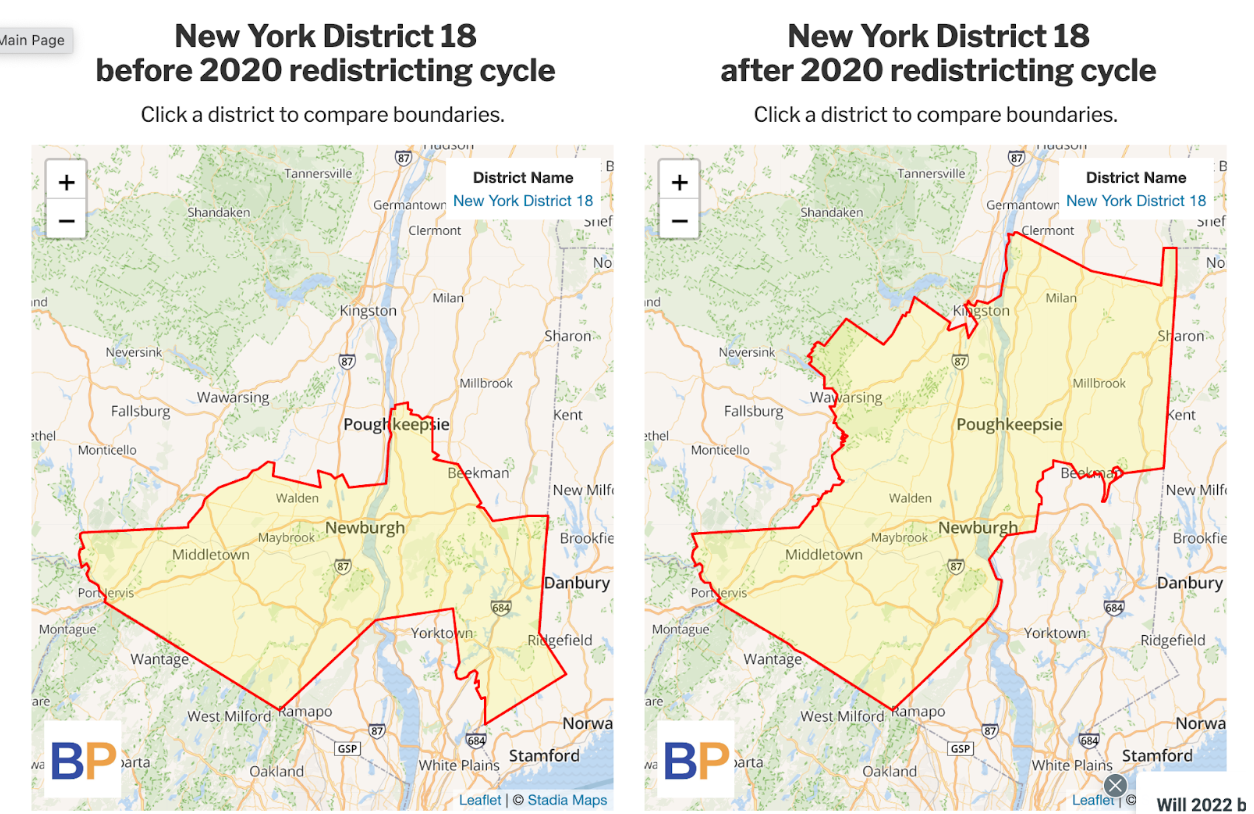 Main Page
New York District 18
before 2020 redistricting cycle
Click a district to compare boundaries.
+
−
87
Hudson
Tannersville
District Name
New York District 18
Germantown
Shandaken
Clermont
No
Milan
Kingston
Sharon
Neversink
87
Millbrook
Wawarsing
Fallsburg
Kent
Poughkeepsie
Monticello
Beekman
Walden
New Milf
Newburgh
Maybrook
Brookfie
Middletown
87
Danbury
Port Jervis
684
Montague
Yorktown
Ridgefield
Wantage
West Milford
Ramapo
Norwa
87
GSP
684
Stamford
BP
parta
Oakland
White Plains
Leaflet | © Stadia Maps
New York District 18
after 2020 redistricting cycle
Click a district to compare boundaries.
+
−
87
Hudson
Tannersville
District Name
New York District 18
Germantown
Shandaken
Clermont
No
Milan
Kingston
Sharon
Neversink
87
Millbrook
Wawarsing
Fallsburg
Kent
Poughkeepsie
Monticello
Beekman
Walden
New Milf
Newburgh
Maybrook
Brookfie
Middletown
87
Danbury
Port Jervis
684
Montague
Yorktown
Ridgefield
Wantage
West Milford
Ramapo
Norwa
87
GSP
684
Stamford
BP
parta
Oakland
White Plains
Leaflet | ©
Will 2022 b